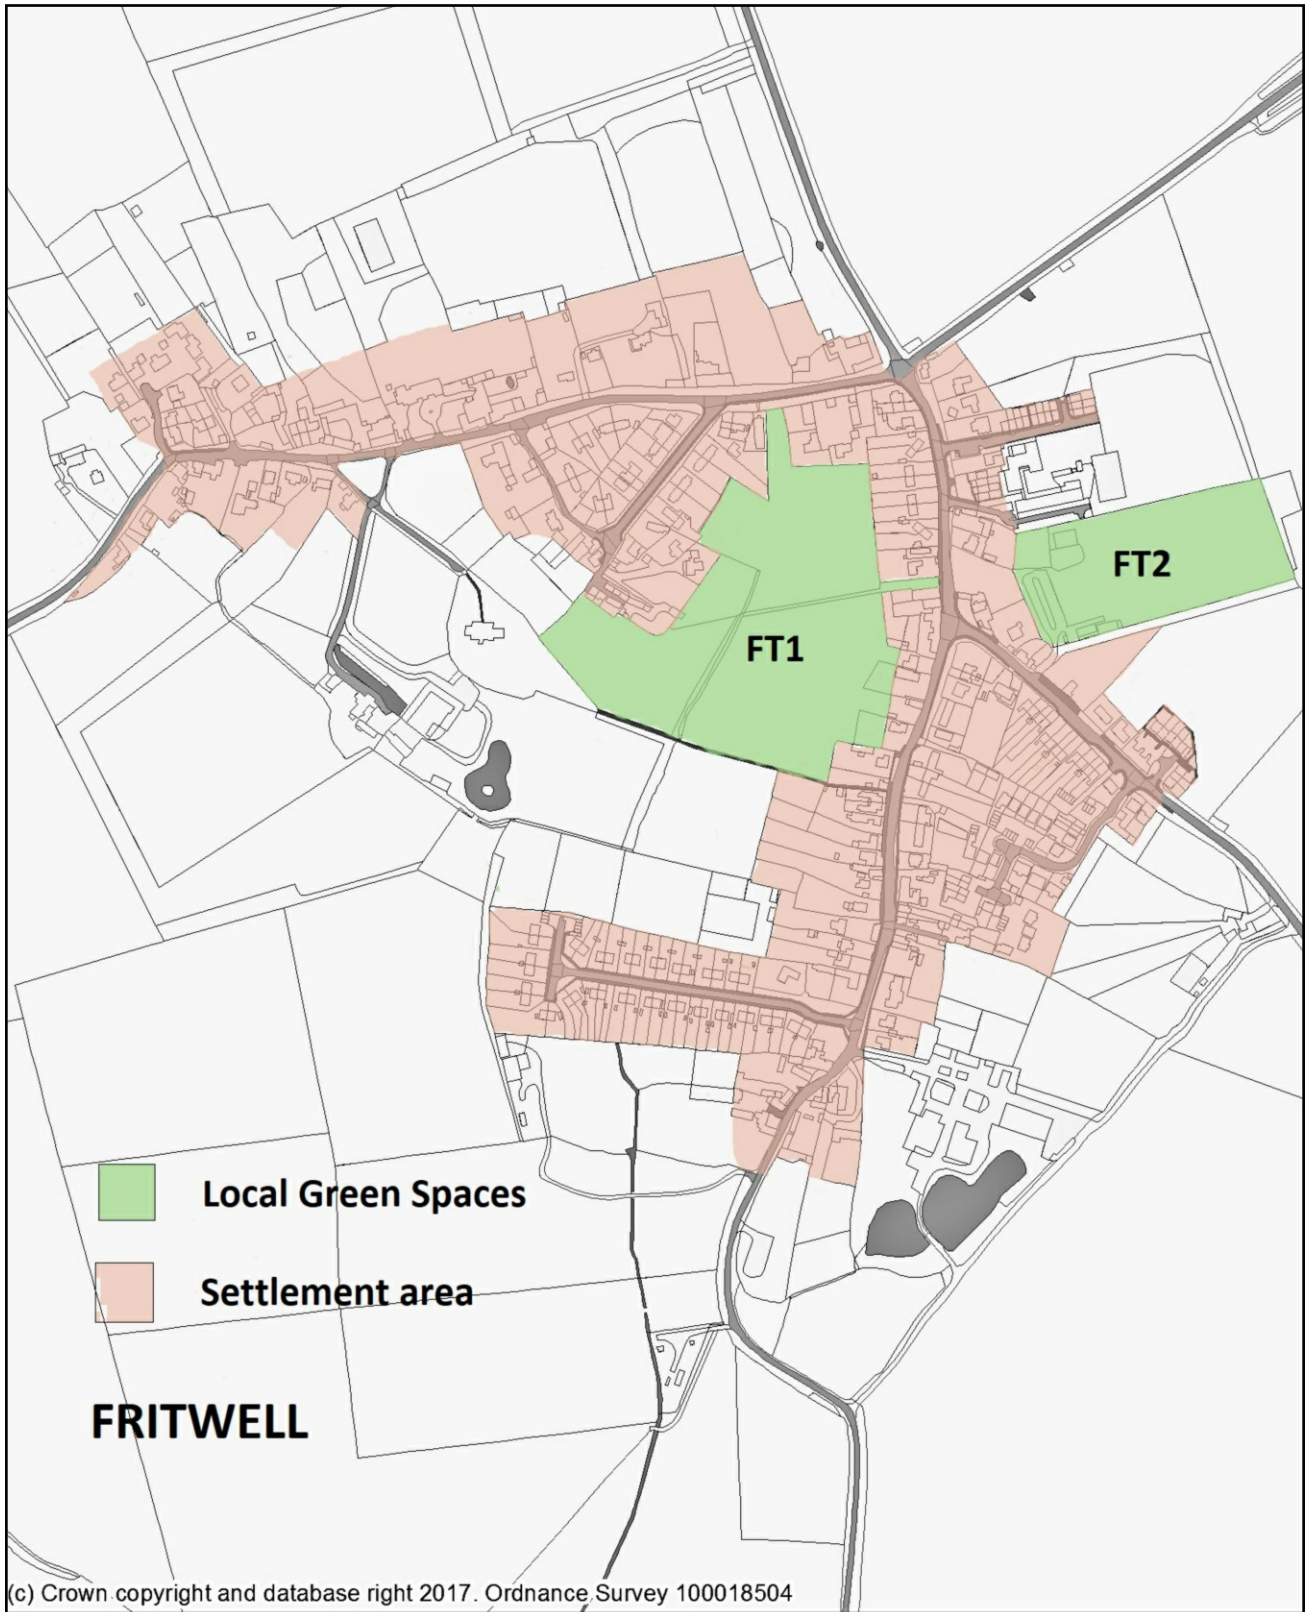 FT2
FT1
Local Green Spaces
Settlement area
FRITWELL
(c) Crown copyright and database right 2017. Ordnance Survey 100018504